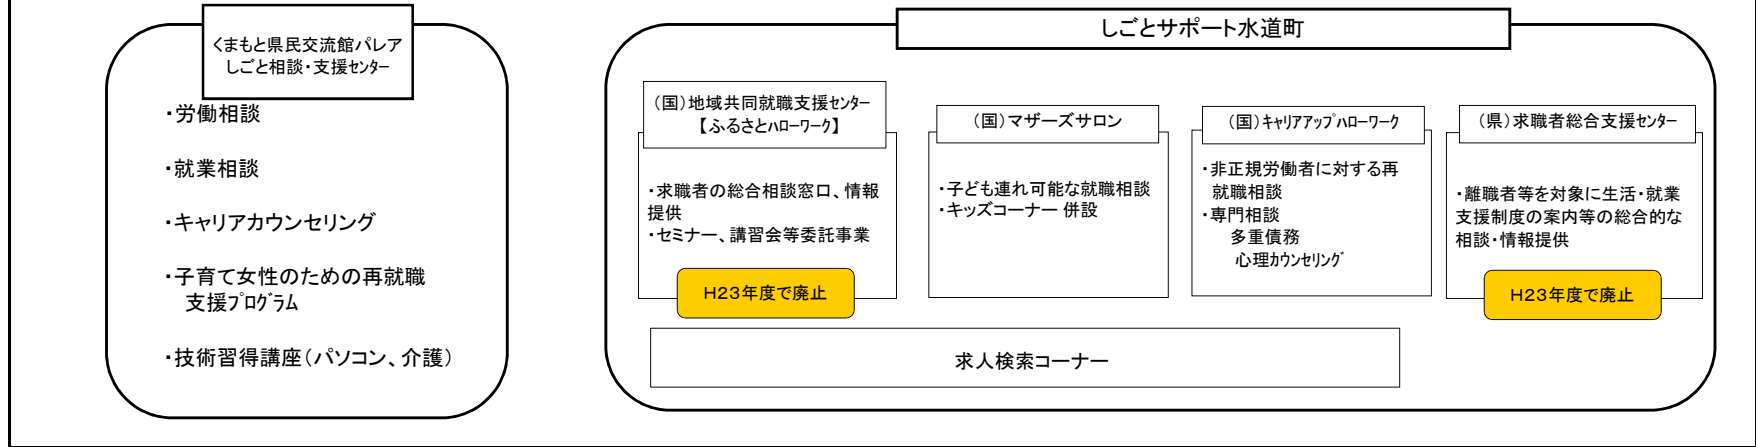 くまもと県民交流館パレア
しごと相談・支援ｾﾝﾀｰ
・労働相談
・就業相談
・キャリアカウンセリング
・子育て女性のための再就職
支援ﾌﾟﾛｸﾞﾗﾑ
・技術習得講座（パソコン、介護）
しごとサポート水道町
（国）地域共同就職支援ｾﾝﾀｰ
【ふるさとﾊﾛｰﾜｰｸ】
・求職者の総合相談窓口、情報
提供
・セミナー、講習会等委託事業
H23年度で廃止
（国）マザーズサロン
・子ども連れ可能な就職相談
・キッズコーナー 併設
（国）ｷｬﾘｱｱｯﾌﾟﾊﾛｰﾜｰｸ
・非正規労働者に対する再
就職相談
・専門相談
多重債務
心理ｶｳﾝｾﾘﾝｸﾞ
（県）求職者総合支援ｾﾝﾀｰ
・離職者等を対象に生活・就業
支援制度の案内等の総合的な
相談・情報提供
H23年度で廃止
求人検索コーナー